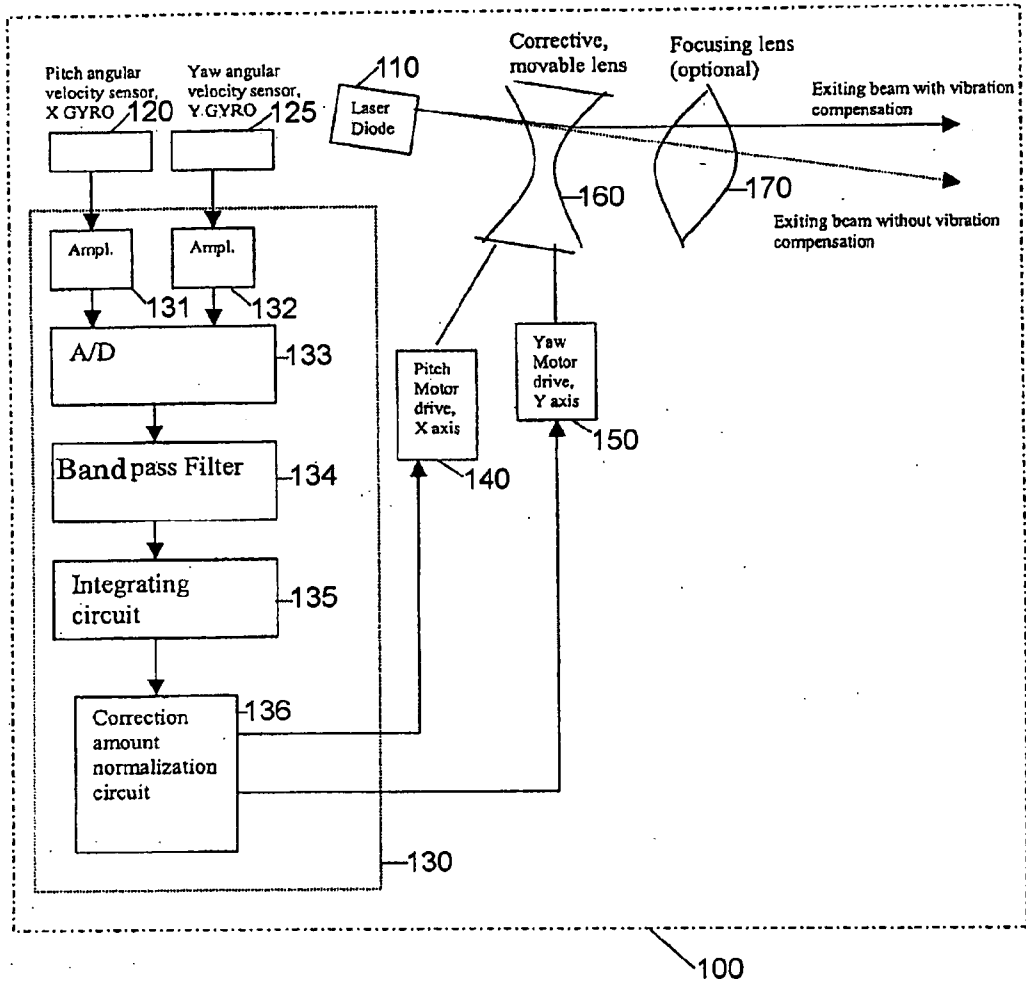 Pitch angular
velocity sensor,
X GYRO
120
Yaw angular
velocity sensor,
Y GYRO
125
110
Laser
Diode
Corrective,
movable lens
160
Focusing lens
(optional)
170
Exiting beam with vibration
compensation
Exiting beam without vibration
compensation
Ampl.
131
Ampl.
132
A/D
133
Band pass Filter
134
Integrating
circuit
135
Correction
amount
normalization
circuit
136
130
Pitch
Motor
drive,
X axis
140
Yaw
Motor
drive,
Y axis
150
100